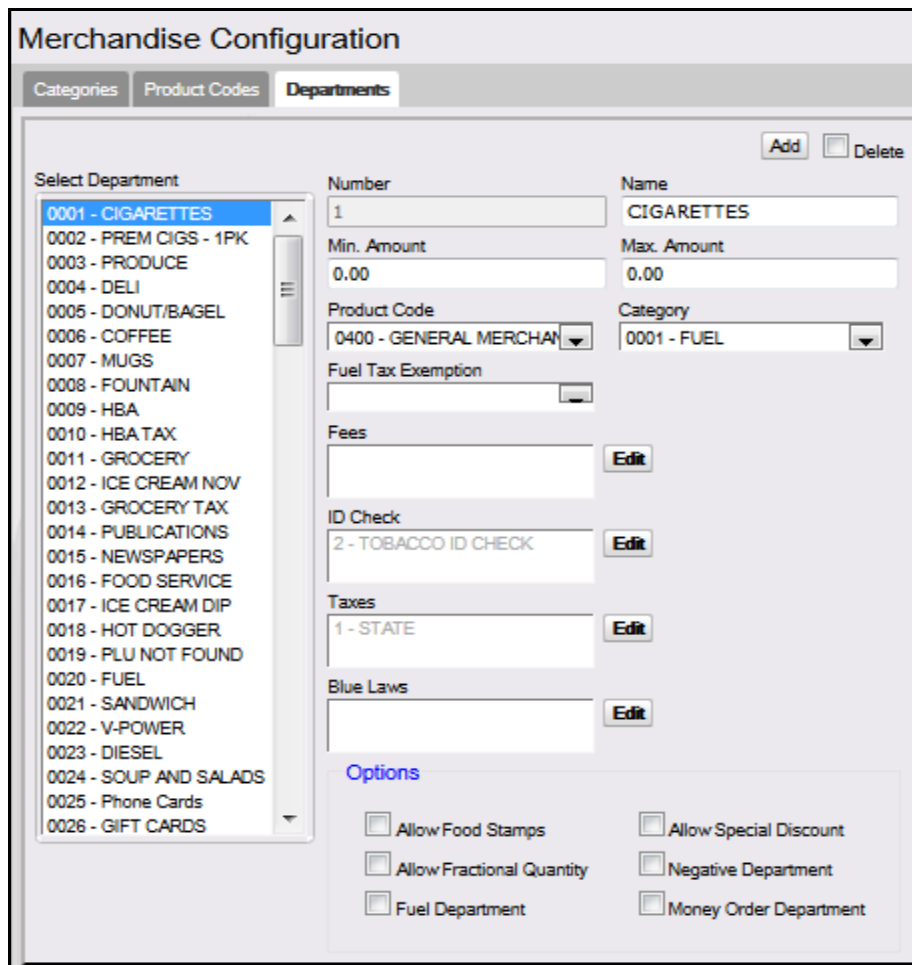 Merchandise Configuration
Categories Product Codes Departments
Add Delete
Select Department
0001 - CIGARETTES
0002 - PREM CIGS - 1PK
0003 - PRODUCE
0004 - DELI
0005 - DONUT/BAGEL
0006 - COFFEE
0007 - MUGS
0008 - FOUNTAIN
0009 - HBA
0010 - HBA TAX
0011 - GROCERY
0012 - ICE CREAM NOV
0013 - GROCERY TAX
0014 - PUBLICATIONS
0015 - NEWSPAPERS
0016 - FOOD SERVICE
0017 - ICE CREAM DIP
0018 - HOT DOGGER
0019 - PLU NOT FOUND
0020 - FUEL
0021 - SANDWICH
0022 - V-POWER
0023 - DIESEL
0024 - SOUP AND SALADS
0025 - Phone Cards
0026 - GIFT CARDS
Number Name
1 CIGARETTES
Min. Amount Max. Amount
0.00 0.00
Product Code Category
0400 - GENERAL MERCHAN 0001 - FUEL
Fuel Tax Exemption
Fees
Edit
ID Check
2 - TOBACCO ID CHECK Edit
Taxes
1 - STATE Edit
Blue Laws
Edit
Options
Allow Food Stamps Allow Special Discount
Allow Fractional Quantity Negative Department
Fuel Department Money Order Department